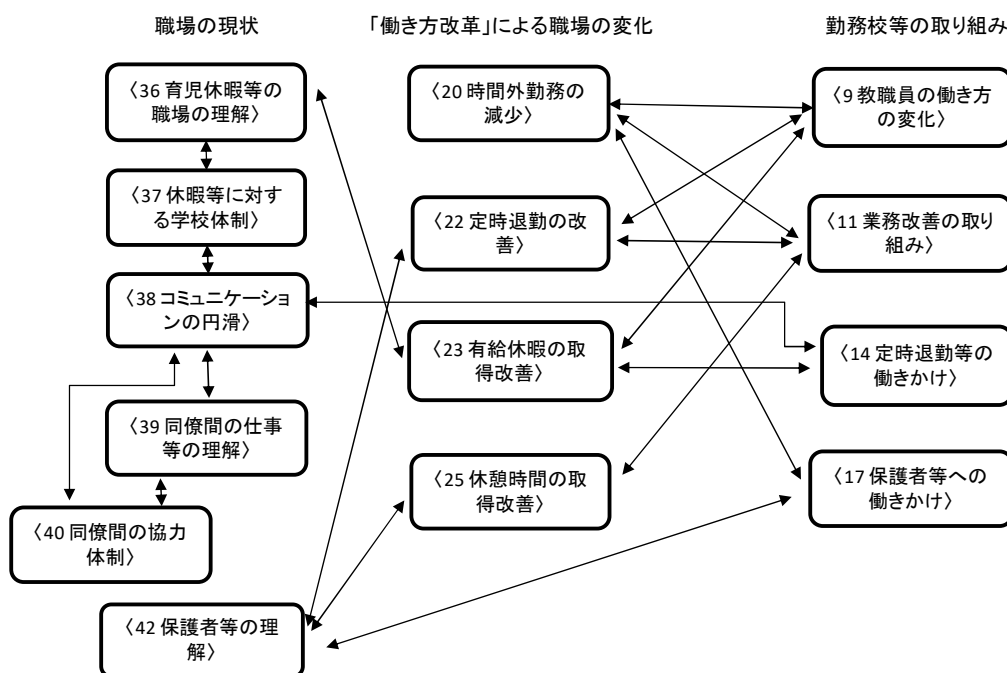 職場の現状
「働き方改革」による職場の変化
勤務校等の取り組み
〈36 育児休暇等の
職場の理解〉
〈37 休暇等に対す
る学校体制〉
〈38 コミュニケーショ
ンの円滑〉
〈39 同僚間の仕事
等の理解〉
〈40 同僚間の協力
体制〉
〈42 保護者等の理
解〉
〈20 時間外勤務の
減少〉
〈22 定時退勤の改
善〉
〈23 有給休暇の取
得改善〉
〈25 休憩時間の取
得改善〉
〈9 教職員の働き方
の変化〉
〈11 業務改善の取り
組み〉
〈14 定時退勤等の
働きかけ〉
〈17 保護者等への
働きかけ〉